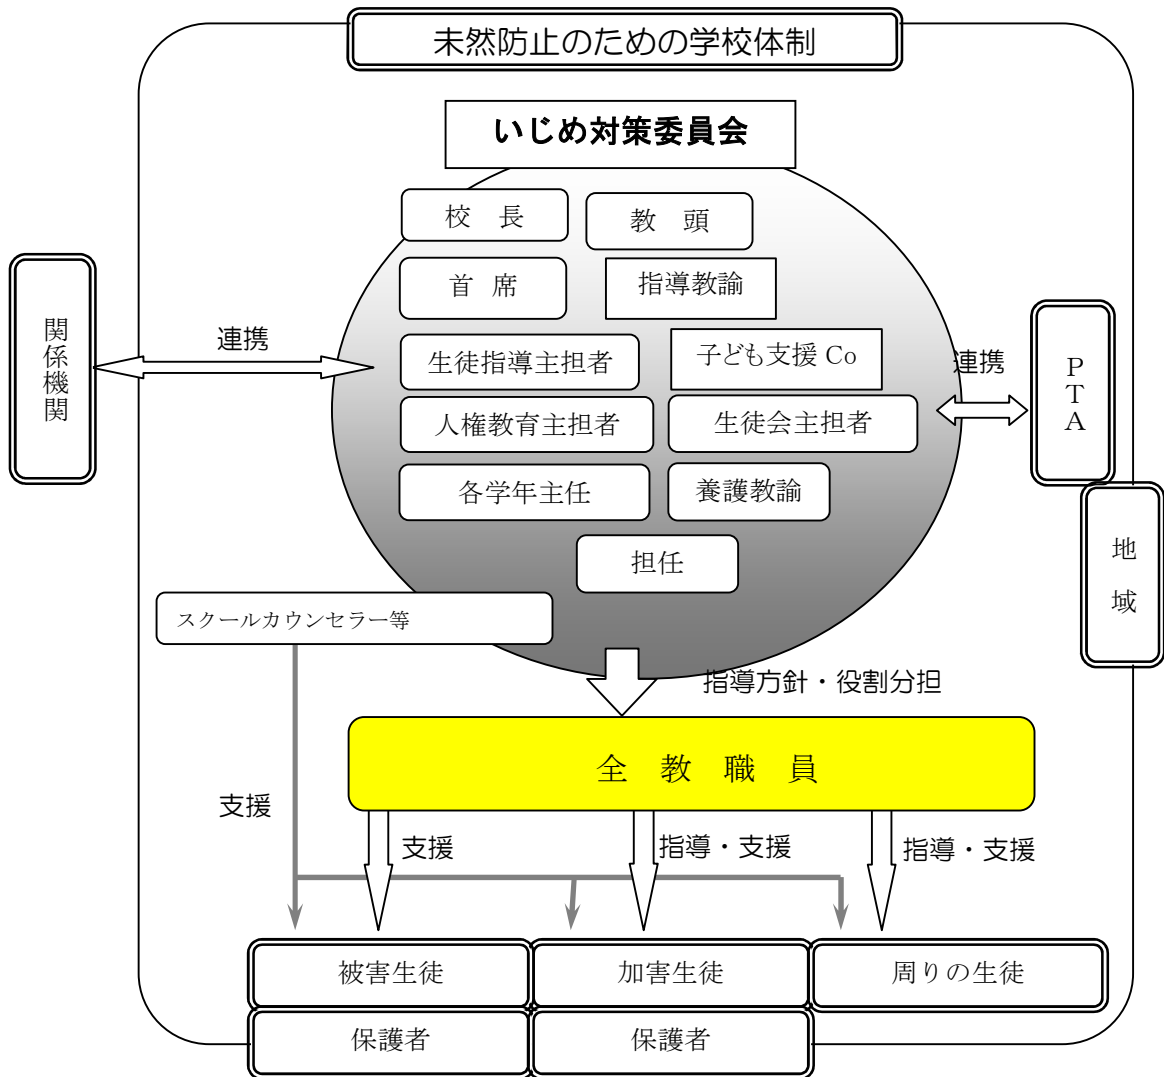 未然防止のための学校体制
いじめ対策委員会
校 長
教 頭
首 席
指導教諭
関係機関
連携
生徒指導主担者
子ども支援 Co
連携
PTA
人権教育主担者
生徒会主担者
各学年主任
養護教諭
地域
担任
スクールカウンセラー等
指導方針・役割分担
全 教 職 員
支援
支援
指導・支援
指導・支援
被害生徒
加害生徒
周りの生徒
保護者
保護者